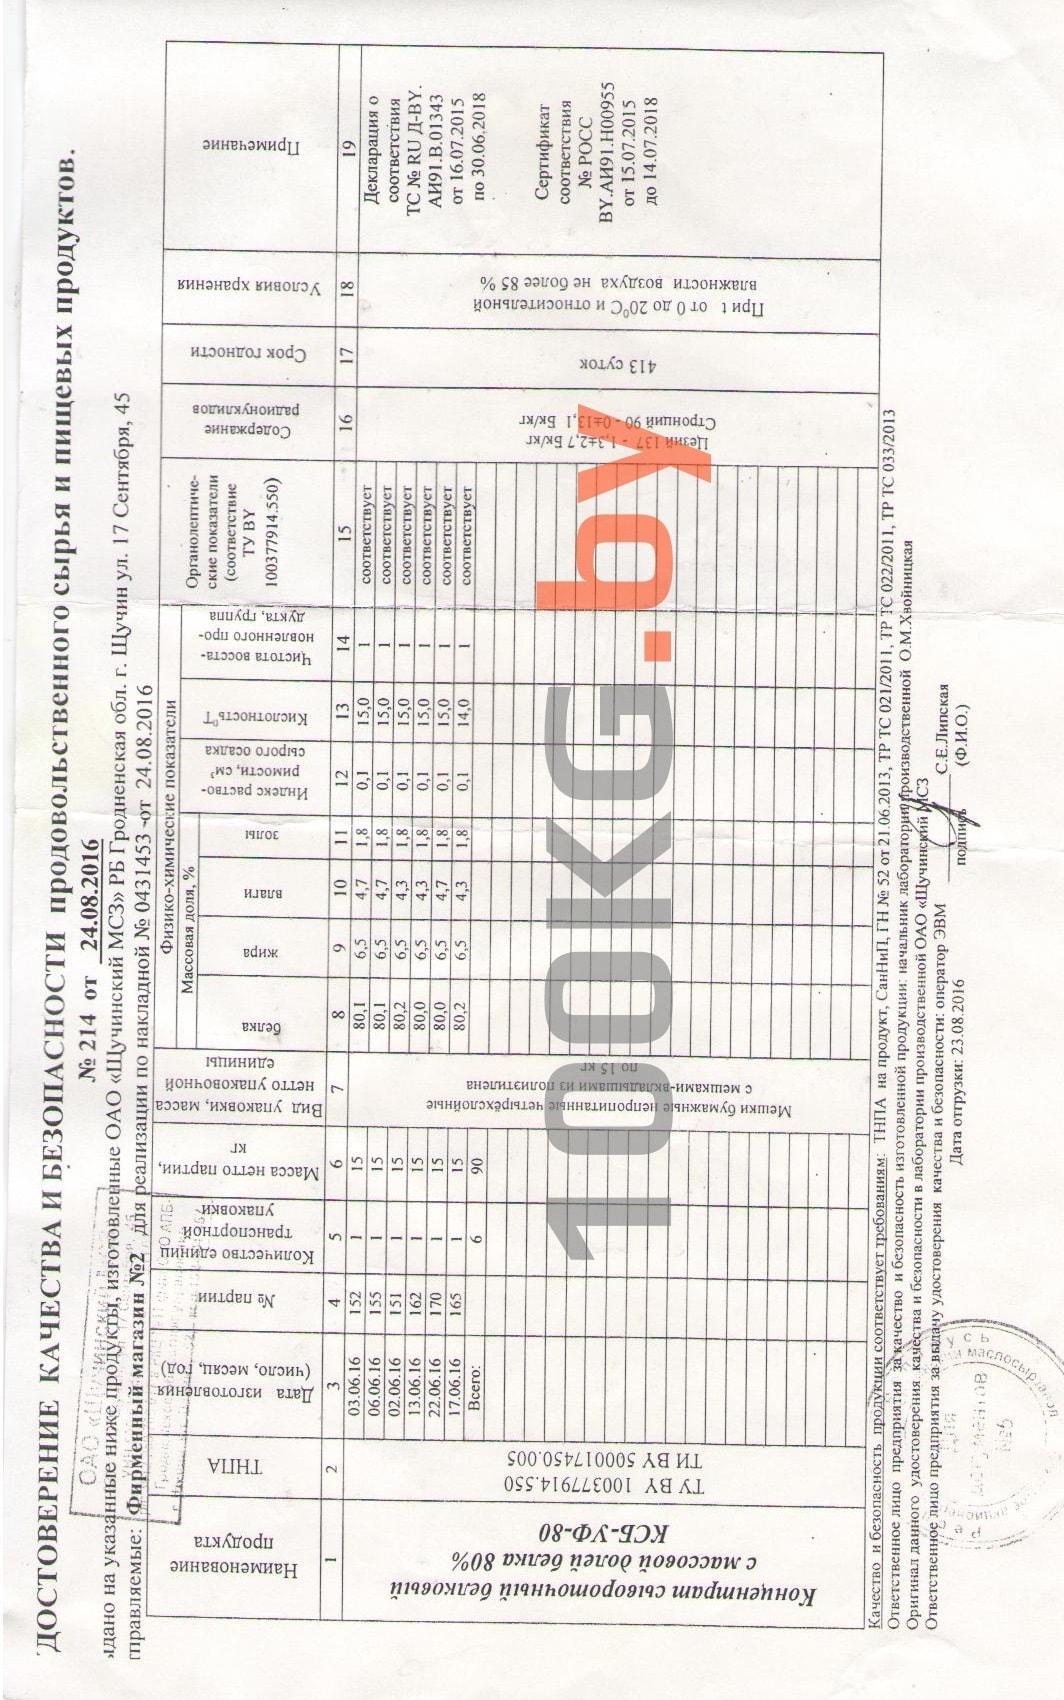 ДОСТОВЕРЕНИЕ КАЧЕСТВА И БЕЗОПАСНОСТИ продовольственного сырья и пищевых продуктов.
№ 214 от 24.08.2016
на указанные ниже продукты, изготовленные ОАО «Щучинский МСЗ» РБ Гродненская обл. г. Щучин ул. 17 Сентября, 45
Фирменный магазин №2 для реализации по накладной № 0431453 -от 24.08.2016
ОАО «Щучинский
Наименование продукта
ТНПА
Дата изготовления (число, месяц, год)
№ партии
Количество единиц транспортной упаковки
Масса нетто партии, кг
Вид упаковки, масса нетто упаковочной единицы
Физико-химические показатели
Массовая доля, %
белка
жира
влаги
золы
Индекс раство-римости, см³ сырого осадка
Кислотность Т⁰
Чистота восста-новленного про-дукта, группа
Органолептиче-ские показатели (соответствие ТУ BY 100377914.550)
Содержание радионуклидов
Срок годности
Условия хранения
Примечание
1 2 3 4 5 6 7 8 9 10 11 12 13 14 15 16 17 18 19
Концентрат сывороточный белковый
с массовой долей белка 80%
КСБ-УФ-80
ТУ BY 100377914.550
ТИ BY 500017450.005
03.06.16 152 1 15 80,1 6,5 4,7 1,8 0,1 15,0 1 соответствует
06.06.16 155 1 15 80,1 6,5 4,7 1,8 0,1 15,0 1 соответствует
02.06.16 151 1 15 80,2 6,5 4,3 1,8 0,1 15,0 1 соответствует
13.06.16 162 1 15 80,0 6,5 4,3 1,8 0,1 15,0 1 соответствует
22.06.16 170 1 15 80,0 6,5 4,7 1,8 0,1 15,0 1 соответствует
17.06.16 165 1 15 80,2 6,5 4,3 1,8 0,1 14,0 1 соответствует
Всего: 6 90
Мешки бумажные непропитанные четырёхслойные
с мешками-вкладышами из полиэтилена
по 15 кг
Цезий 137 - 1,3±2,7 Бк/кг
Стронций 90 - 0±13,1 Бк/кг
413 суток
При t от 0 до 20⁰С и относительной
влажности воздуха не более 85 %
Декларация о
соответствия
ТС № RU Д-BY.
АИ91.В.01343
от 16.07.2015
по 30.06.2018
Сертификат
соответствия
№ РОСС
BY.АИ91.Н00955
от 15.07.2015
до 14.07.2018
100KG.by
Качество и безопасность продукции соответствует требованиям: ТНПА на продукт, СанНиП, ГН № 52 от 21.06.2013, ТР ТС 021/2011, ТР ТС 022/2011, ТР ТС 033/2013
Ответственное лицо предприятия за качество и безопасность изготовленной продукции: начальник лаборатории производственной О.М.Хвойницкая
Оригинал данного удостоверения качества и безопасности в лаборатории производственной ОАО «Щучинский МСЗ
Ответственное лицо предприятия за выдачу удостоверения качества и безопасности: оператор ЭВМ С.Е.Липская
подпись (Ф.И.О.)
Дата отгрузки: 23.08.2016
для
документов
№5